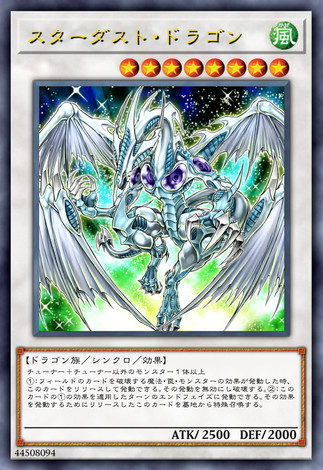 スターダスト・ドラゴン
風
【ドラゴン族／シンクロ／効果】
チューナー＋チューナー以外のモンスター１体以上
①：フィールドのカードを破壊する魔法・罠・モンスターの効果が発動した時、
このカードをリリースして発動できる。その発動を無効にし破壊する。②：この
カードの①の効果を適用したターンのエンドフェイズに発動できる。その効果
を発動するためにリリースしたこのカードを墓地から特殊召喚する。
ATK/ 2500 DEF/ 2000
44508094